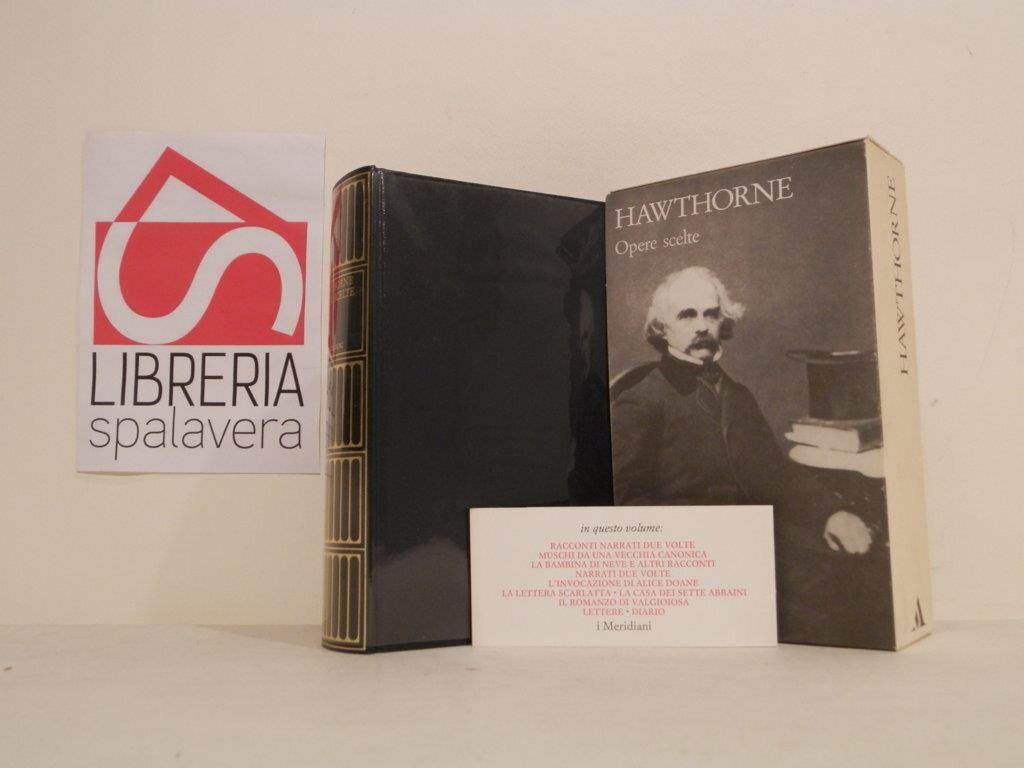 LIBRERIA
spalavera
HAWTHORNE
Opere scelte
HAWTHORNE
in questo volume:
RACCONTI NARRATI DUE VOLTE
MUSCHI DA UNA VECCHIA CANONICA
LA BAMBINA DI NEVE E ALTRI RACCONTI
NARRATI DUE VOLTE
L'INVOCAZIONE DI ALICE DOANE
LA LETTERA SCARLATTA • LA CASA DEI SETTE ABBAINI
IL ROMANZO DI VALGIOIOSA
LETTERE • DIARIO
i Meridiani